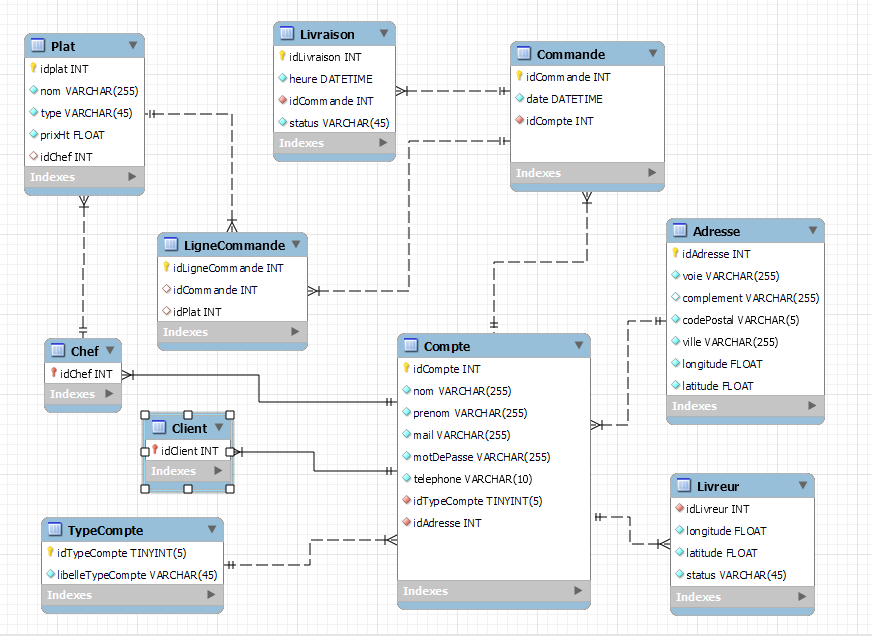 Plat
idplat INT
nom VARCHAR(255)
type VARCHAR(45)
prixHt FLOAT
idChef INT
Indexes
Livraison
idLivraison INT
heure DATETIME
idCommande INT
status VARCHAR(45)
Indexes
Commande
idCommande INT
date DATETIME
idCompte INT
Indexes
LigneCommande
idLigneCommande INT
idCommande INT
idPlat INT
Indexes
Adresse
idAdresse INT
voie VARCHAR(255)
complement VARCHAR(255)
codePostal VARCHAR(5)
ville VARCHAR(255)
longitude FLOAT
latitude FLOAT
Indexes
Chef
idChef INT
Indexes
Compte
idCompte INT
nom VARCHAR(255)
prenom VARCHAR(255)
mail VARCHAR(255)
motDePasse VARCHAR(255)
telephone VARCHAR(10)
idTypeCompte TINYINT(5)
idAdresse INT
Indexes
Client
idClient INT
Indexes
Livreur
idLivreur INT
longitude FLOAT
latitude FLOAT
status VARCHAR(45)
Indexes
TypeCompte
idTypeCompte TINYINT(5)
libelleTypeCompte VARCHAR(45)
Indexes